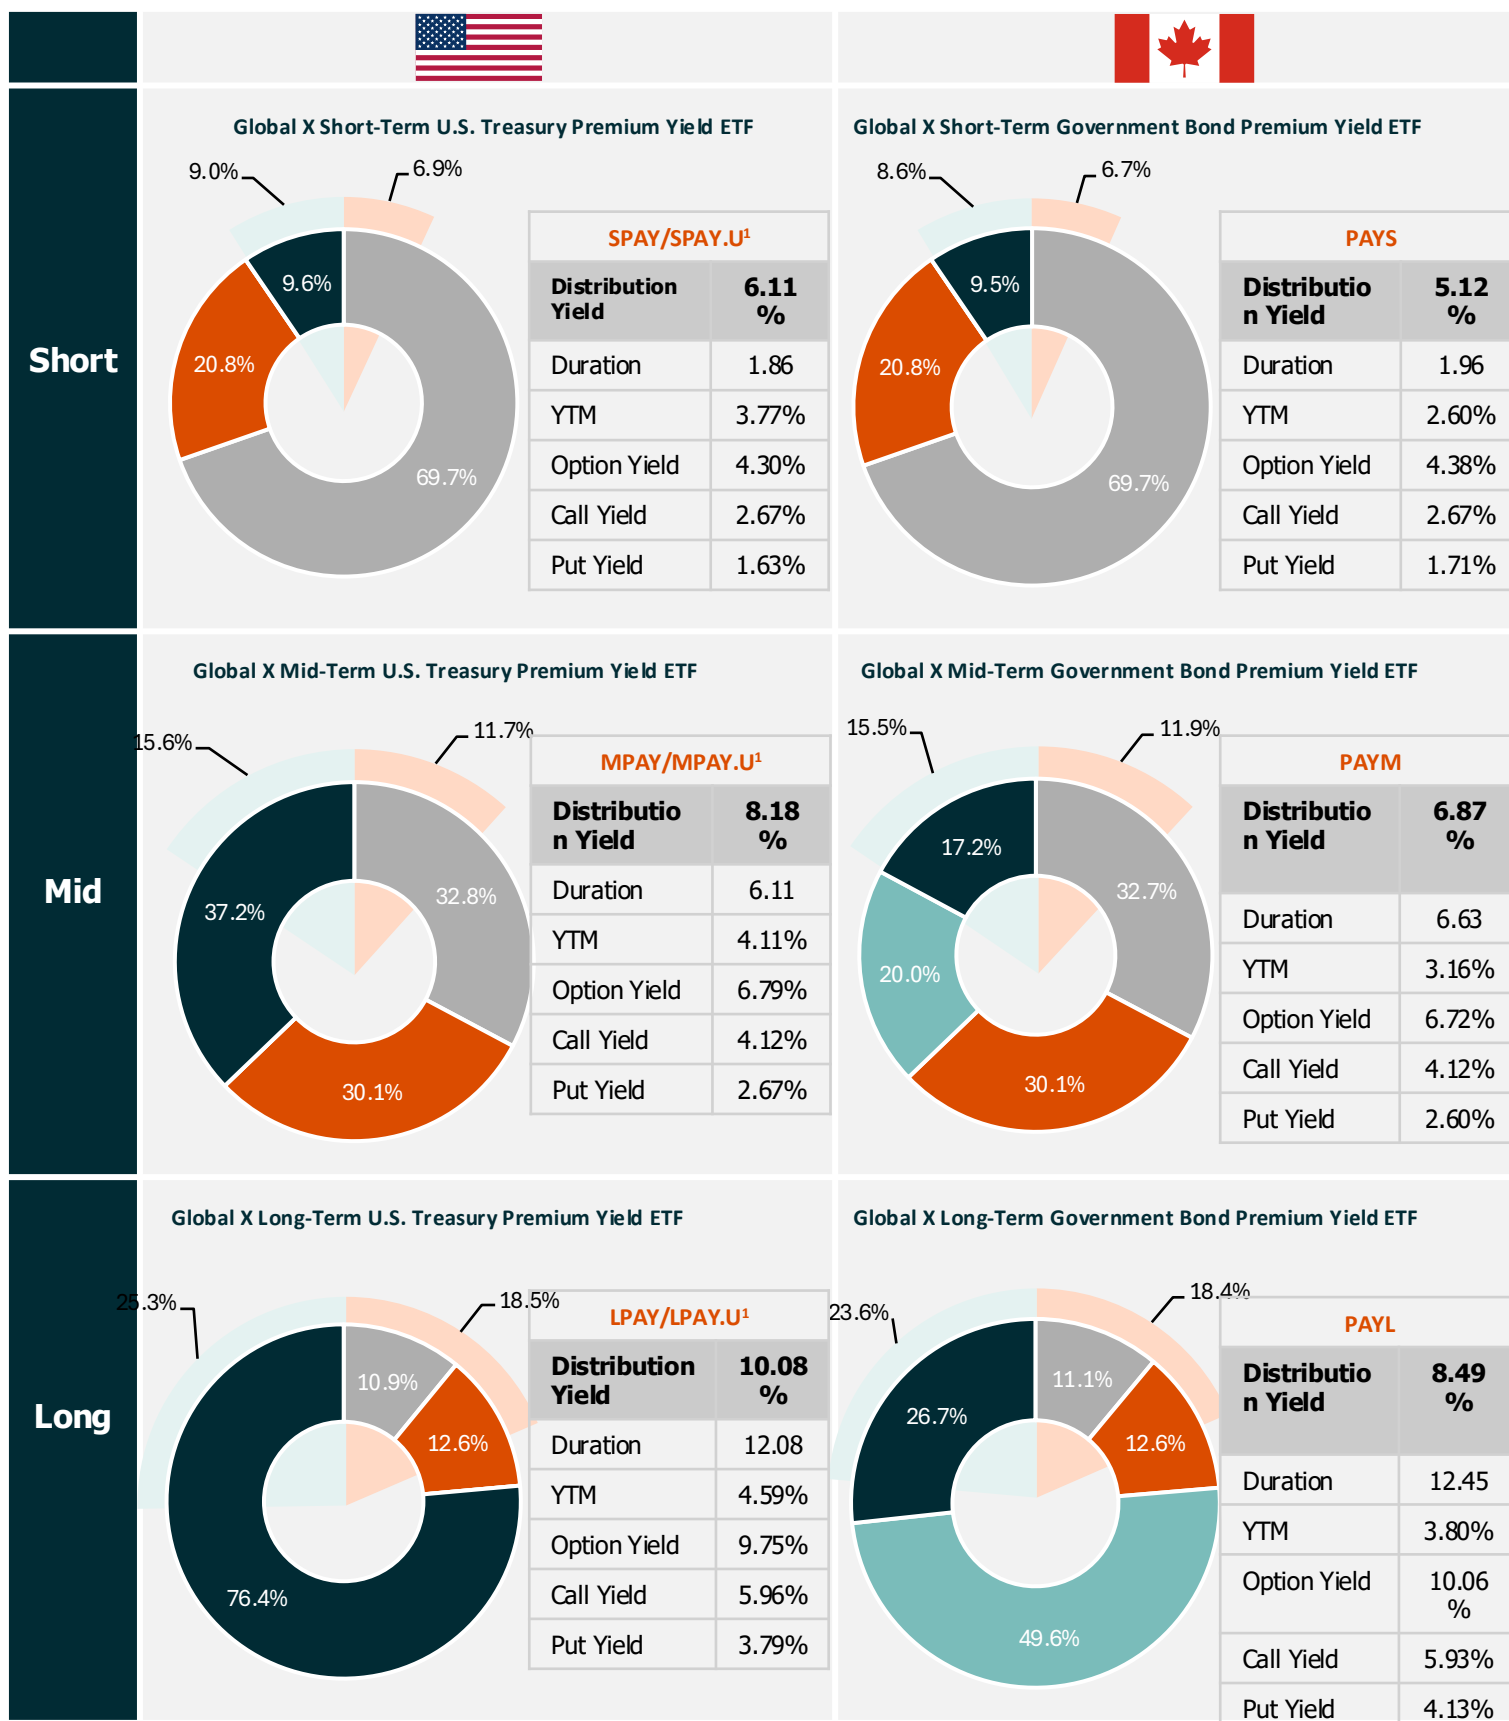 Short
Global X Short-Term U.S. Treasury Premium Yield ETF
9.0%
6.9%
9.6%
20.8%
69.7%
SPAY/SPAY.U¹
Distribution
Yield
6.11
%
Duration 1.86
YTM 3.77%
Option Yield 4.30%
Call Yield 2.67%
Put Yield 1.63%
Global X Short-Term Government Bond Premium Yield ETF
8.6%
6.7%
9.5%
20.8%
69.7%
PAYS
Distributio
n Yield
5.12
%
Duration 1.96
YTM 2.60%
Option Yield 4.38%
Call Yield 2.67%
Put Yield 1.71%
Mid
Global X Mid-Term U.S. Treasury Premium Yield ETF
15.6%
11.7%
37.2%
32.8%
30.1%
MPAY/MPAY.U¹
Distributio
n Yield
8.18
%
Duration 6.11
YTM 4.11%
Option Yield 6.79%
Call Yield 4.12%
Put Yield 2.67%
Global X Mid-Term Government Bond Premium Yield ETF
15.5%
11.9%
17.2%
32.7%
20.0%
30.1%
PAYM
Distributio
n Yield
6.87
%
Duration 6.63
YTM 3.16%
Option Yield 6.72%
Call Yield 4.12%
Put Yield 2.60%
Long
Global X Long-Term U.S. Treasury Premium Yield ETF
25.3%
18.5%
10.9%
12.6%
76.4%
LPAY/LPAY.U¹
Distribution
Yield
10.08
%
Duration 12.08
YTM 4.59%
Option Yield 9.75%
Call Yield 5.96%
Put Yield 3.79%
Global X Long-Term Government Bond Premium Yield ETF
23.6%
18.4%
11.1%
26.7%
12.6%
49.6%
PAYL
Distributio
n Yield
8.49
%
Duration 12.45
YTM 3.80%
Option Yield 10.06
%
Call Yield 5.93%
Put Yield 4.13%